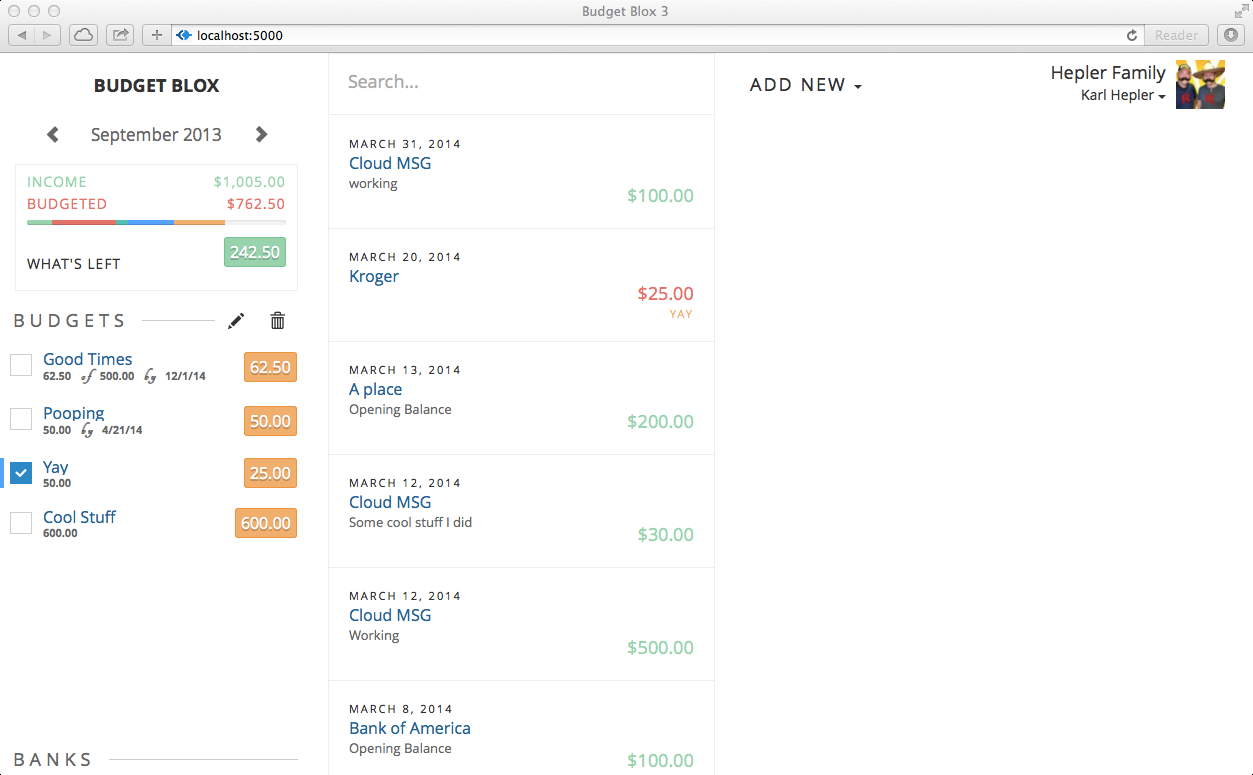 Budget Blox 3
localhost:5000
Reader
BUDGET BLOX
September 2013
INCOME $1,005.00
BUDGETED $762.50
WHAT'S LEFT 242.50
BUDGETS
Good Times 62.50
62.50 of 500.00 by 12/1/14
Pooping 50.00
50.00 by 4/21/14
Yay 25.00
50.00
Cool Stuff 600.00
600.00
BANKS
Search...
MARCH 31, 2014
Cloud MSG
working
$100.00
MARCH 20, 2014
Kroger
$25.00
YAY
MARCH 13, 2014
A place
Opening Balance
$200.00
MARCH 12, 2014
Cloud MSG
Some cool stuff I did
$30.00
MARCH 12, 2014
Cloud MSG
Working
$500.00
MARCH 8, 2014
Bank of America
Opening Balance
$100.00
ADD NEW
Hepler Family
Karl Hepler